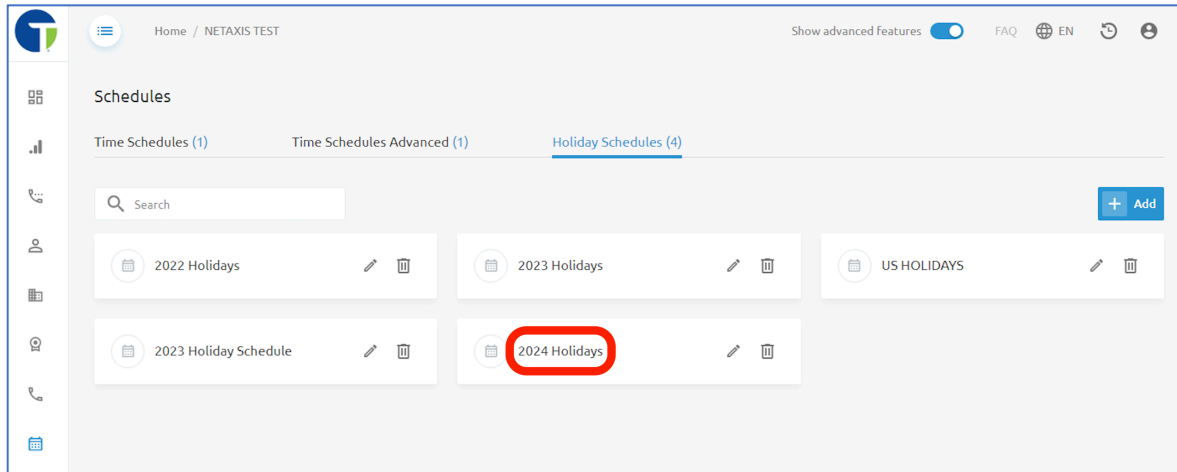 Home / NETAXIS TEST
Show advanced features
FAQ
EN
Schedules
Time Schedules (1)
Time Schedules Advanced (1)
Holiday Schedules (4)
Search
+ Add
2022 Holidays
2023 Holidays
US HOLIDAYS
2023 Holiday Schedule
2024 Holidays